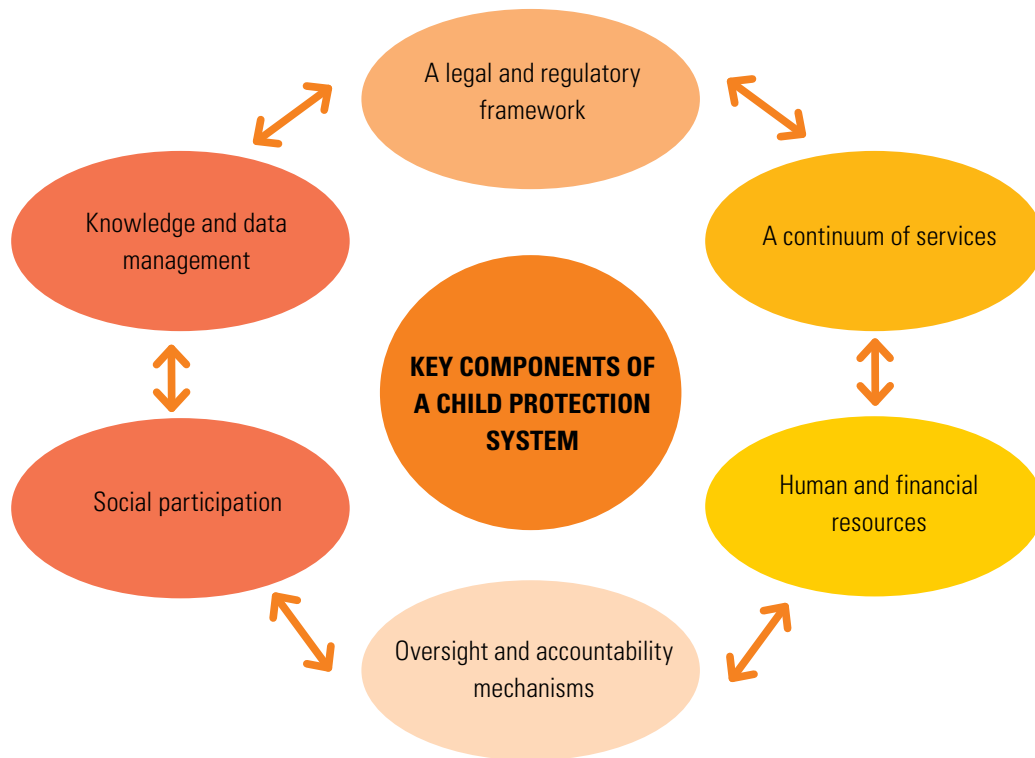 A legal and regulatory
framework
Knowledge and data
management
A continuum of services
KEY COMPONENTS OF
A CHILD PROTECTION
SYSTEM
Social participation
Human and financial
resources
Oversight and accountability
mechanisms